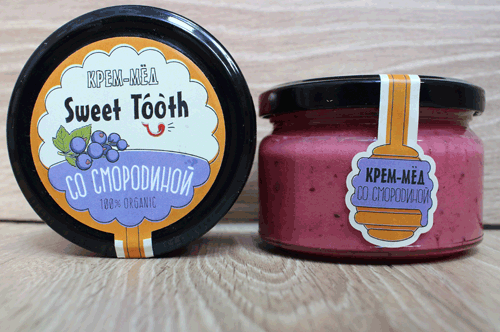 КРЕМ-МЁД
Sweet Tooth
СО СМОРОДИНОЙ
100% ORGANIC
КРЕМ-МЁД
СО СМОРОДИНОЙ